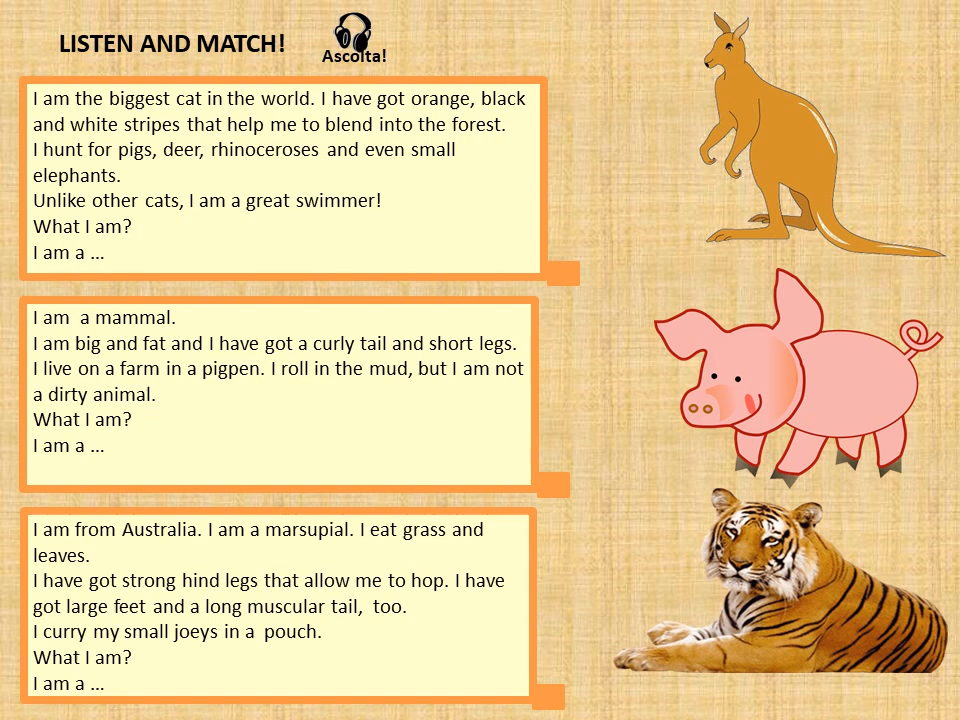 LISTEN AND MATCH!
Ascolta!
I am the biggest cat in the world. I have got orange, black
and white stripes that help me to blend into the forest.
I hunt for pigs, deer, rhinoceroses and even small
elephants.
Unlike other cats, I am a great swimmer!
What I am?
I am a ...
I am a mammal.
I am big and fat and I have got a curly tail and short legs.
I live on a farm in a pigpen. I roll in the mud, but I am not
a dirty animal.
What I am?
I am a ...
I am from Australia. I am a marsupial. I eat grass and
leaves.
I have got strong hind legs that allow me to hop. I have
got large feet and a long muscular tail, too.
I curry my small joeys in a pouch.
What I am?
I am a ...